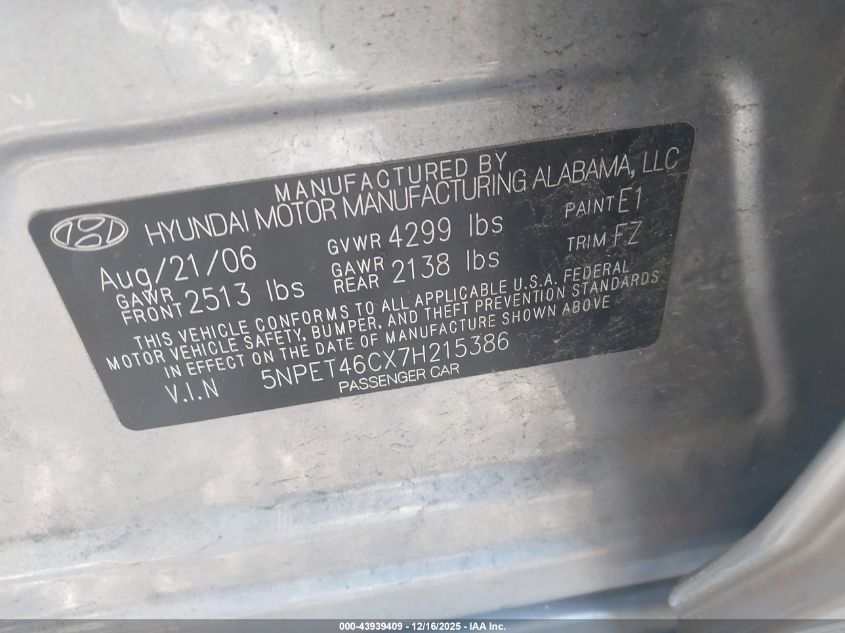 MANUFACTURED BY
HYUNDAI MOTOR MANUFACTURING ALABAMA, LLC
Aug/21/06 GVWR 4299 lbs PAINT E1
GAWR FRONT 2513 lbs GAWR REAR 2138 lbs TRIM FZ
THIS VEHICLE CONFORMS TO ALL APPLICABLE U.S.A. FEDERAL
MOTOR VEHICLE SAFETY, BUMPER, AND THEFT PREVENTION STANDARDS
IN EFFECT ON THE DATE OF MANUFACTURE SHOWN ABOVE
V.I.N 5NPET46CX7H215386
PASSENGER CAR
000-43939409 - 12/16/2025 - IAA Inc.